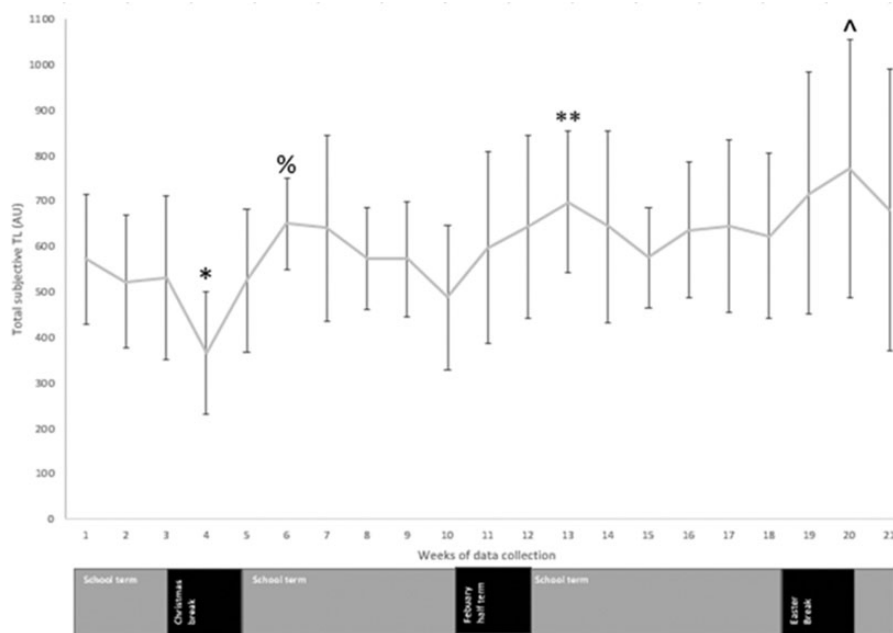 1100
^
1000
900
**
800
%
700
600
*
500
400
300
200
100
0
Total subjective TL (AU)
1 2 3 4 5 6 7 8 9 10 11 12 13 14 15 16 17 18 19 20 21
Weeks of data collection
School term
Christmas
break
School term
Febuary
half term
School term
Easter
Break